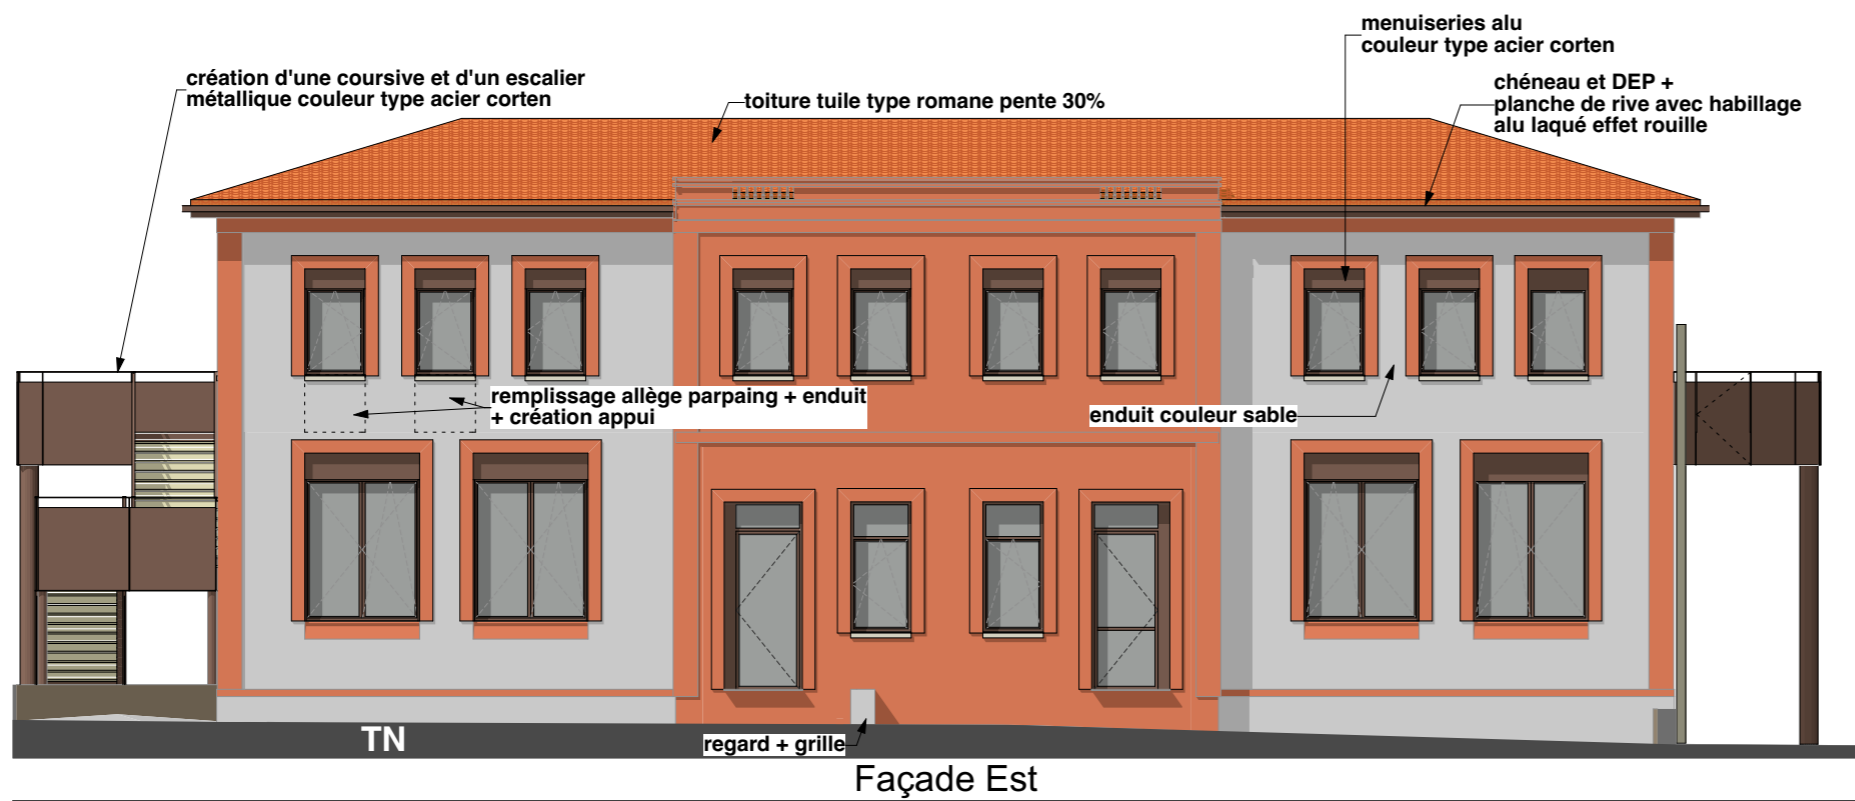 menuiseries alu
couleur type acier corten
création d'une coursive et d'un escalier
métallique couleur type acier corten
toiture tuile type romane pente 30%
chéneau et DEP +
planche de rive avec habillage
alu laqué effet rouille
remplissage allège parpaing + enduit
+ création appui
enduit couleur sable
TN
regard + grille
Façade Est